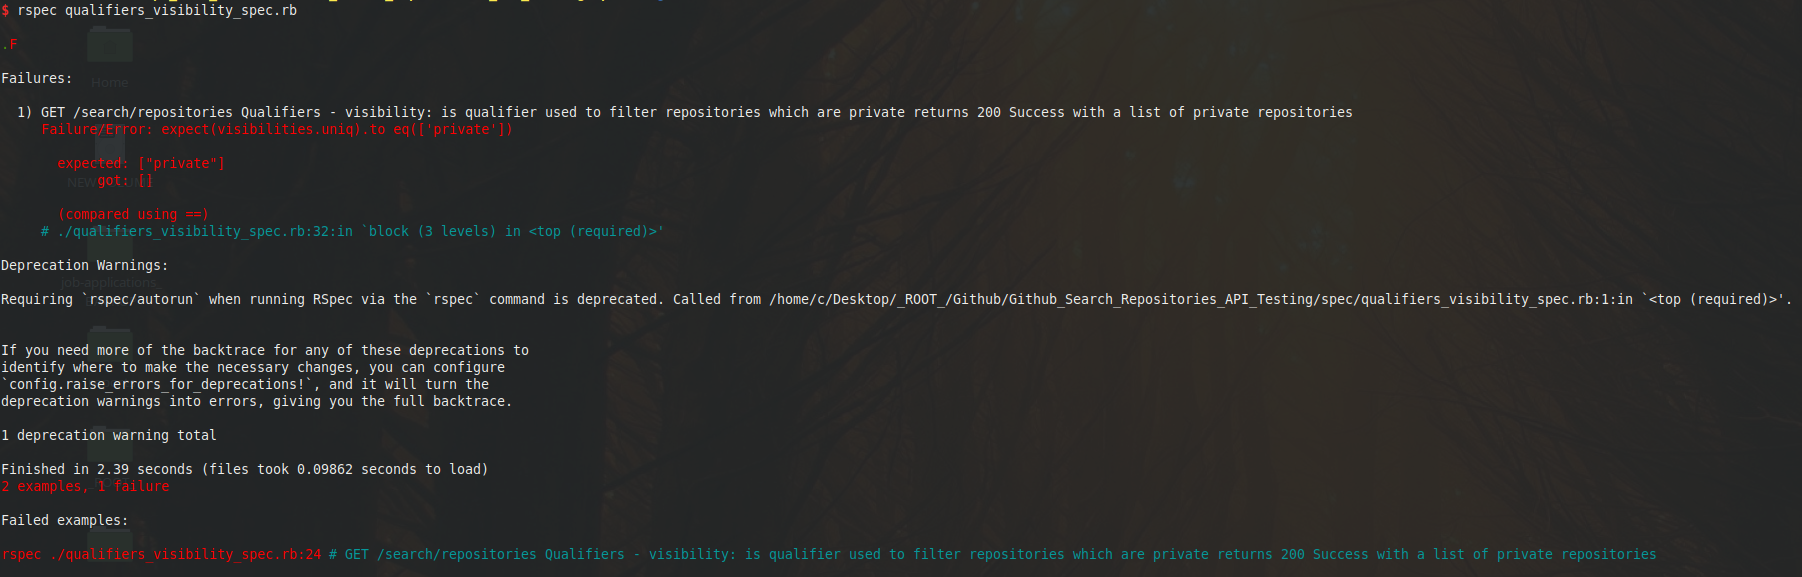 $ rspec qualifiers_visibility_spec.rb
.F
Failures:
1) GET /search/repositories Qualifiers - visibility: is qualifier used to filter repositories which are private returns 200 Success with a list of private repositories
Failure/Error: expect(visibilities.uniq).to eq(['private'])
expected: ["private"]
got: []
(compared using ==)
# ./qualifiers_visibility_spec.rb:32:in `block (3 levels) in <top (required)>'
Deprecation Warnings:
Requiring `rspec/autorun` when running RSpec via the `rspec` command is deprecated. Called from /home/c/Desktop/_ROOT_/Github/Github_Search_Repositories_API_Testing/spec/qualifiers_visibility_spec.rb:1:in `<top (required)>'.
If you need more of the backtrace for any of these deprecations to
identify where to make the necessary changes, you can configure
`config.raise_errors_for_deprecations!`, and it will turn the
deprecation warnings into errors, giving you the full backtrace.
1 deprecation warning total
Finished in 2.39 seconds (files took 0.09862 seconds to load)
2 examples, 1 failure
Failed examples:
rspec ./qualifiers_visibility_spec.rb:24 # GET /search/repositories Qualifiers - visibility: is qualifier used to filter repositories which are private returns 200 Success with a list of private repositories
Home
job-applications_